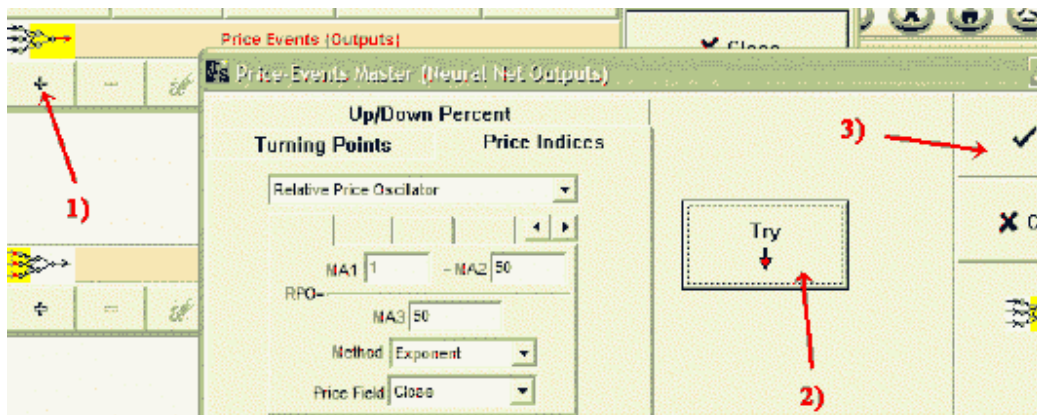 Price Events (Outputs)
Close
Price-Events Master (Neural Net Outputs)
Up/Down Percent
Turning Points
Price Indices
3)
1)
Relative Price Oscillator
Try
MA1 1 - MA2 50
RPO=
MA3 50
Method Exponent
Price Field Close
2)